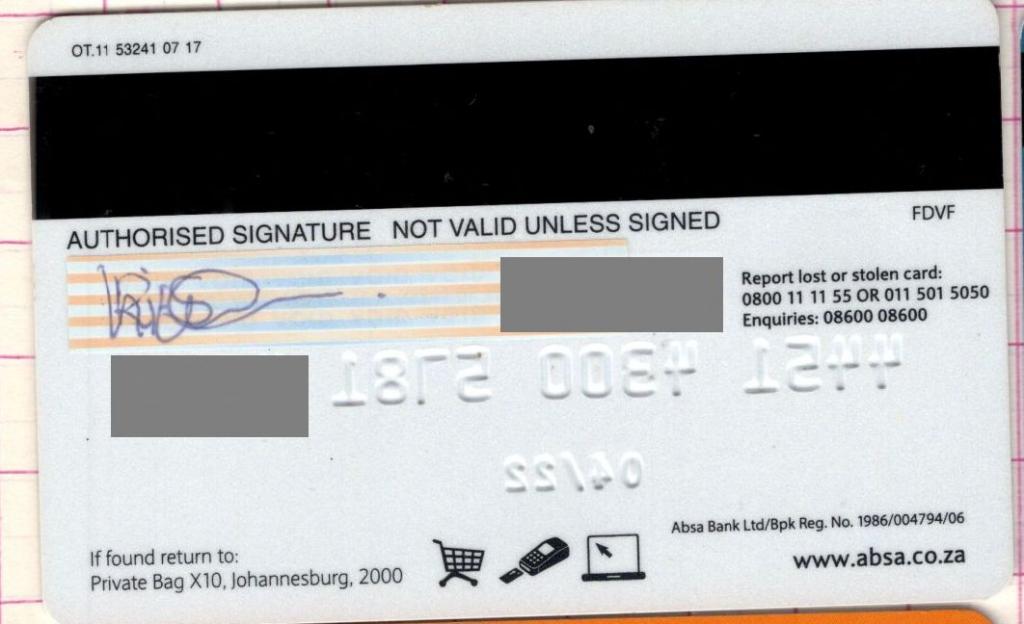 OT.11 53241 07 17
AUTHORISED SIGNATURE NOT VALID UNLESS SIGNED
FDVF
Report lost or stolen card:
0800 11 11 55 OR 011 501 5050
Enquiries: 08600 08600
4451 4300 5781
04/22
Absa Bank Ltd/Bpk Reg. No. 1986/004794/06
www.absa.co.za
If found return to:
Private Bag X10, Johannesburg, 2000